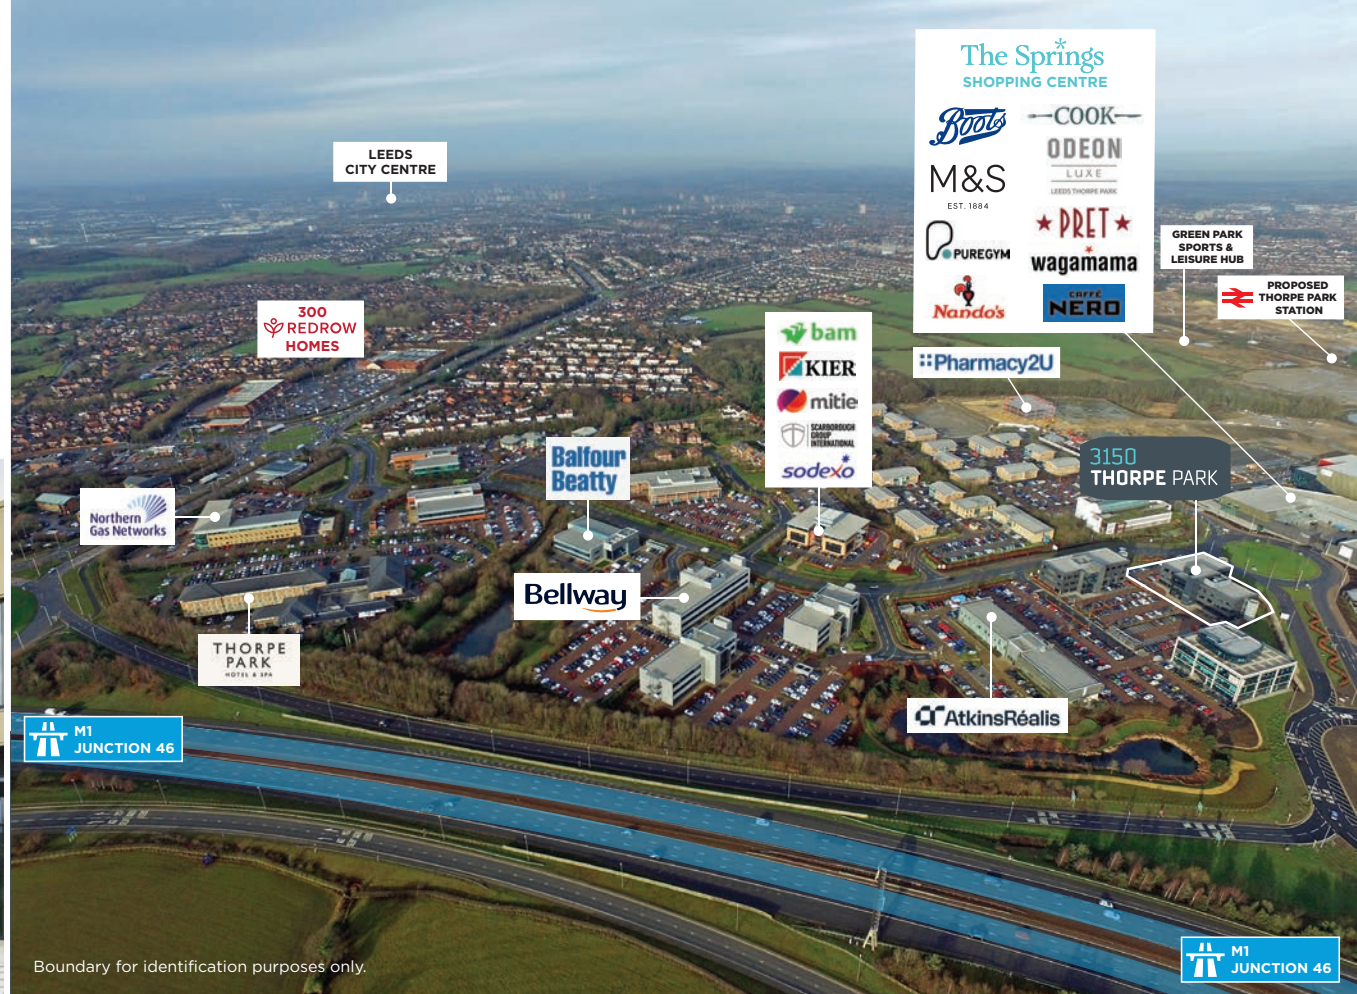 The Springs
SHOPPING CENTRE
Boots
COOK
M&S
EST. 1884
ODEON
LUXE
LEEDS THORPE PARK
PUREGYM
PRET
wagamama
Nando's
CAFFÈ
NERO
LEEDS
CITY CENTRE
GREEN PARK
SPORTS &
LEISURE HUB
PROPOSED
THORPE PARK
STATION
300
REDROW
HOMES
bam
KIER
mitie
SCARBOROUGH
GROUP
INTERNATIONAL
sodexo
Pharmacy2U
3150
THORPE PARK
Balfour
Beatty
Northern
Gas Networks
Bellway
THORPE
PARK
HOTEL & SPA
AtkinsRéalis
M1
JUNCTION 46
M1
JUNCTION 46
Boundary for identification purposes only.